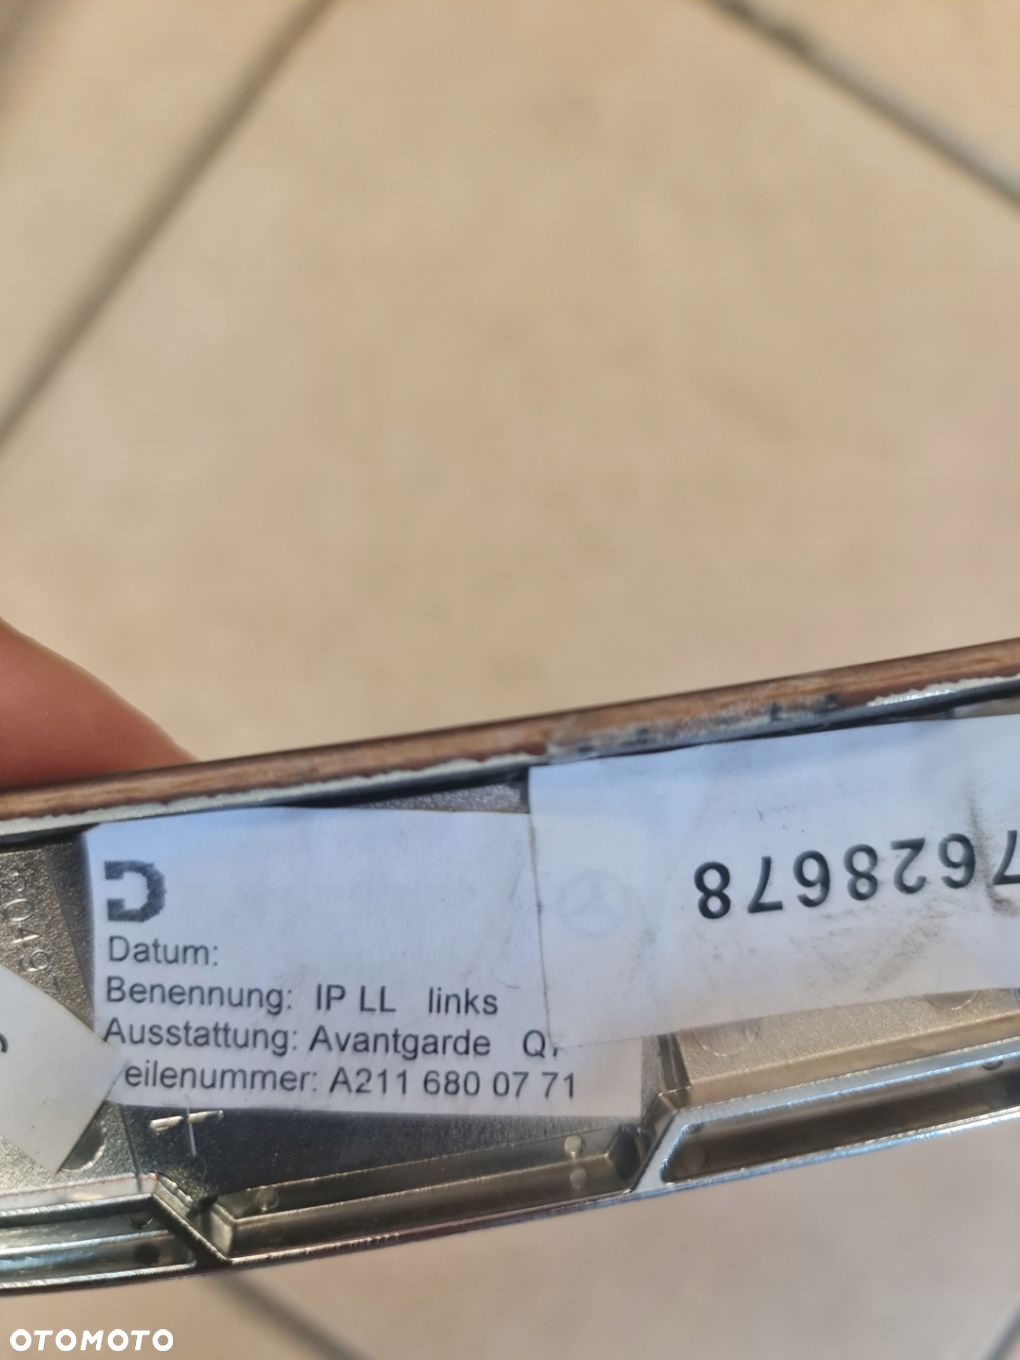 Datum:
Benennung: IP LL links
Ausstattung: Avantgarde
eilenummer: A211 680 07 71
7628678
OTOMOTO